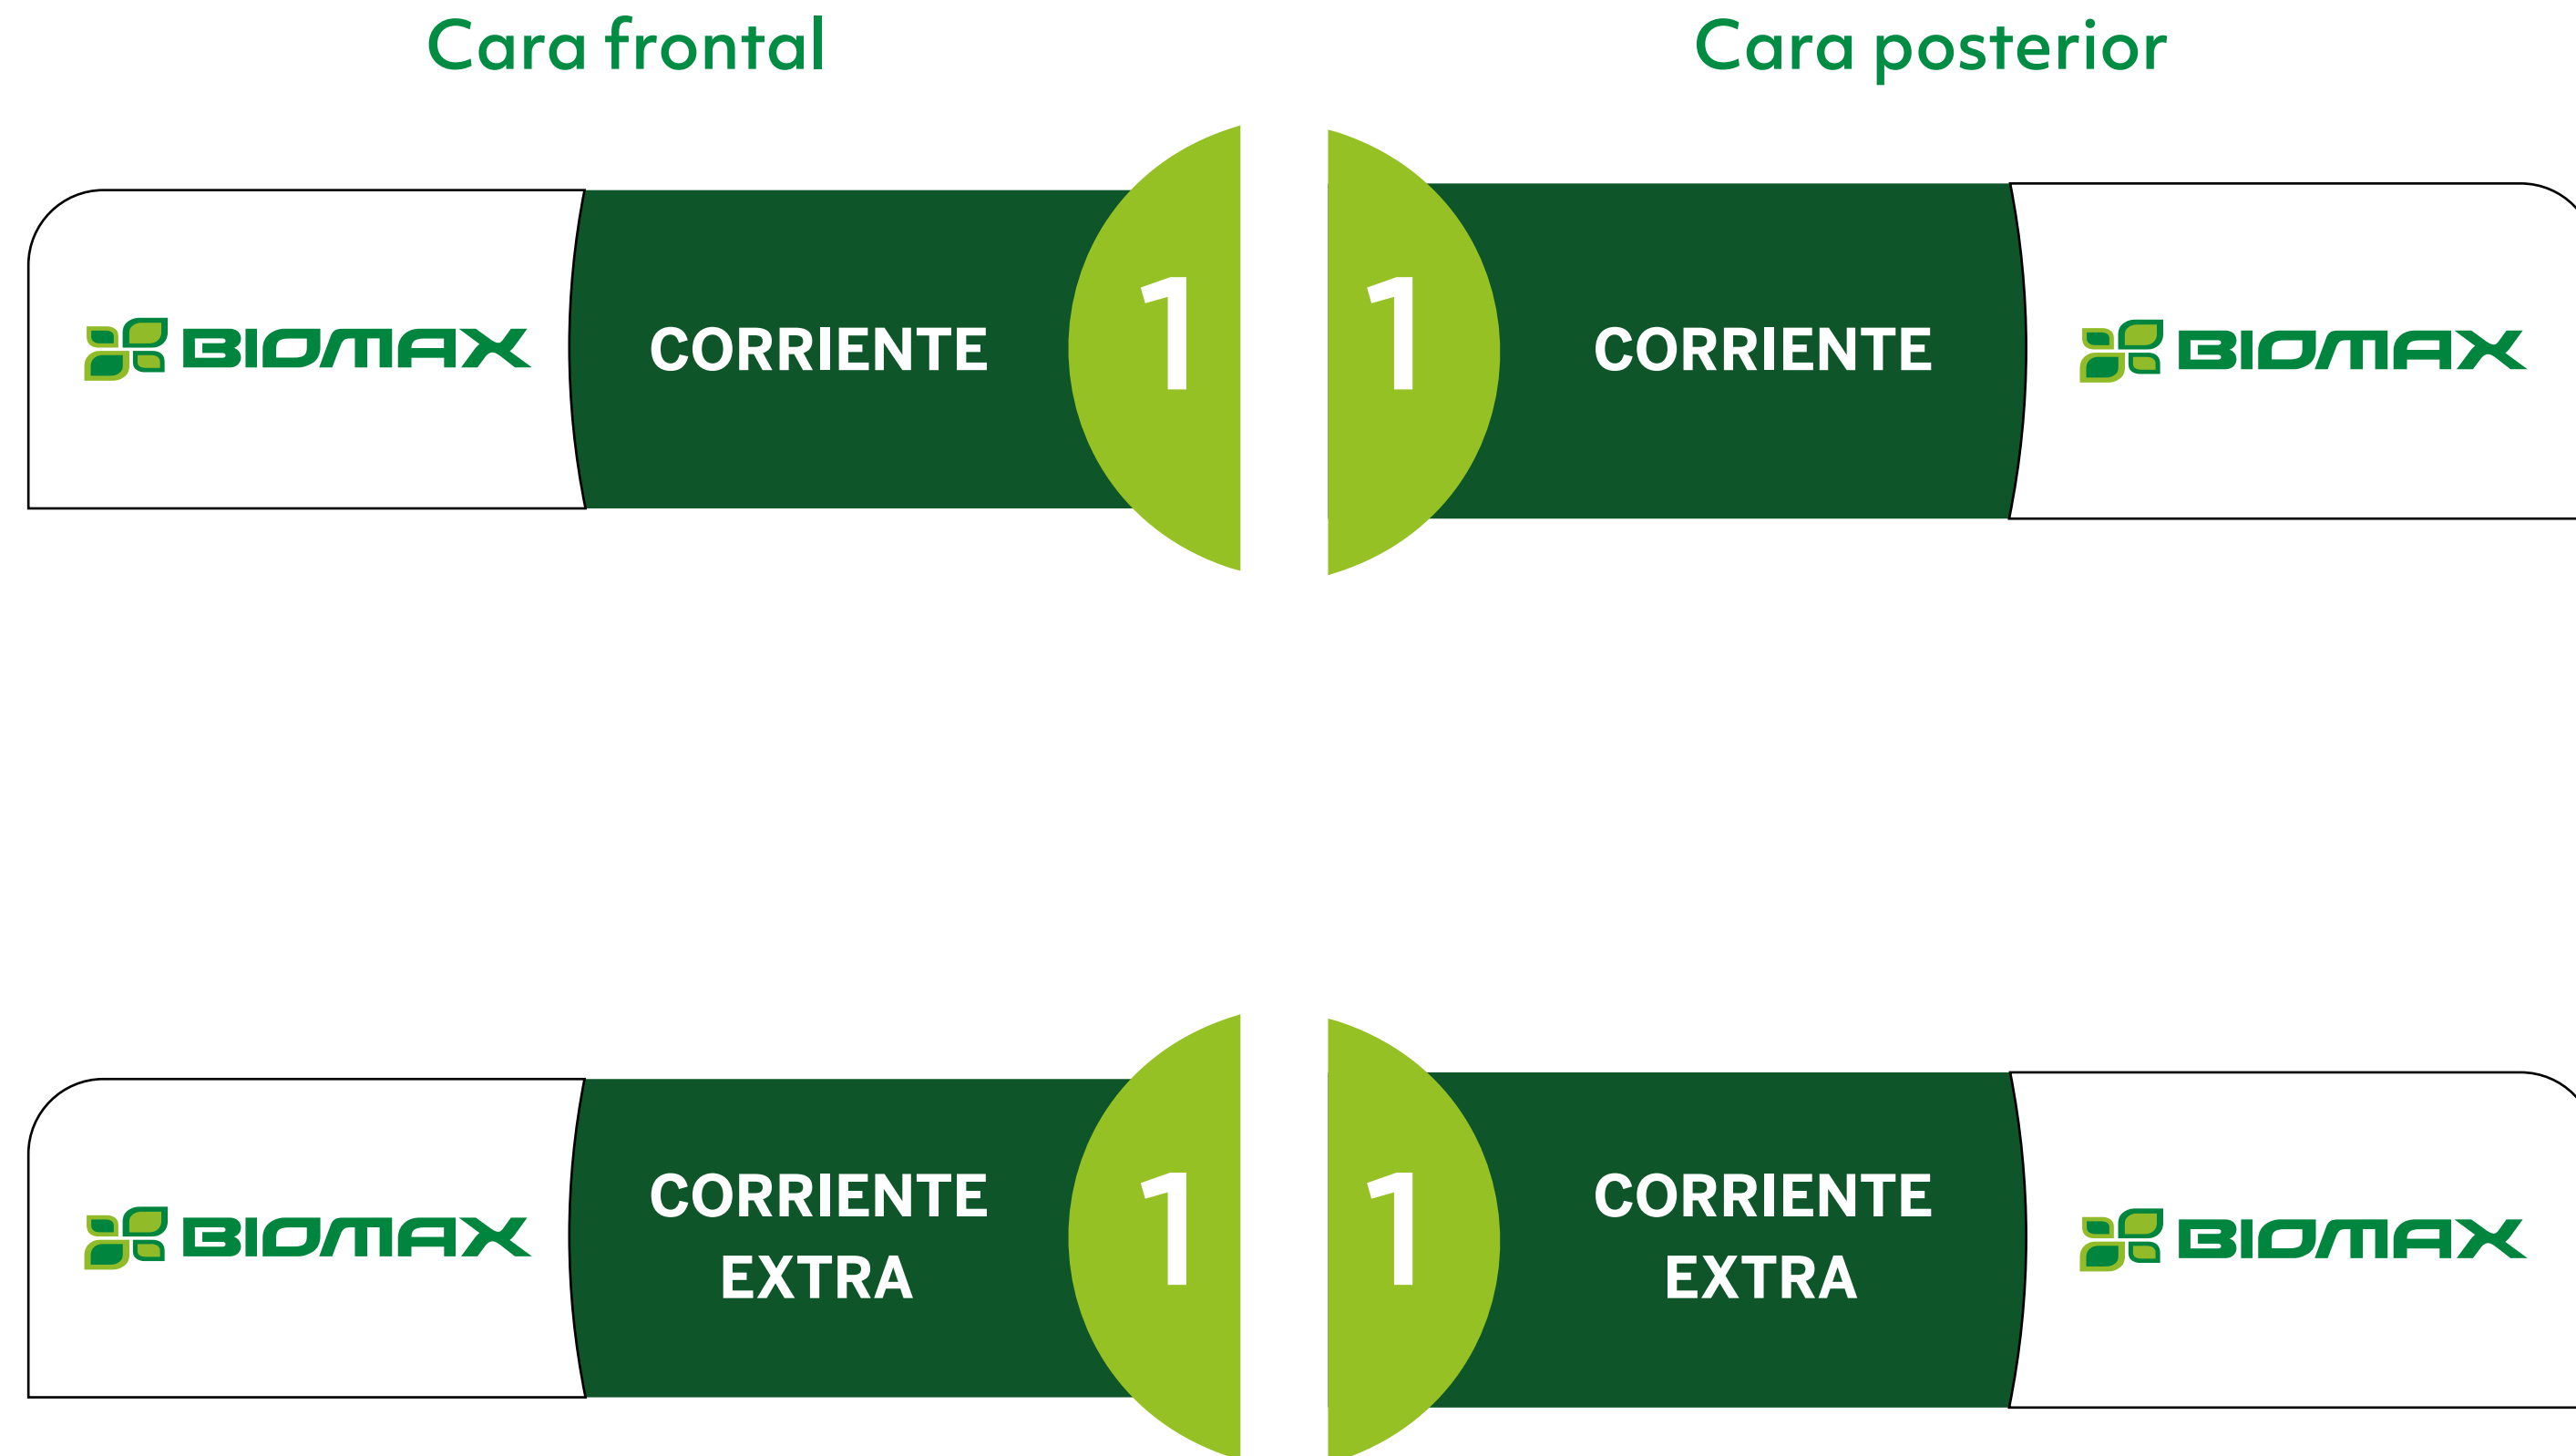 Cara frontal
Cara posterior
BIOMAX
CORRIENTE
1
1
CORRIENTE
BIOMAX
BIOMAX
CORRIENTE
EXTRA
1
1
CORRIENTE
EXTRA
BIOMAX